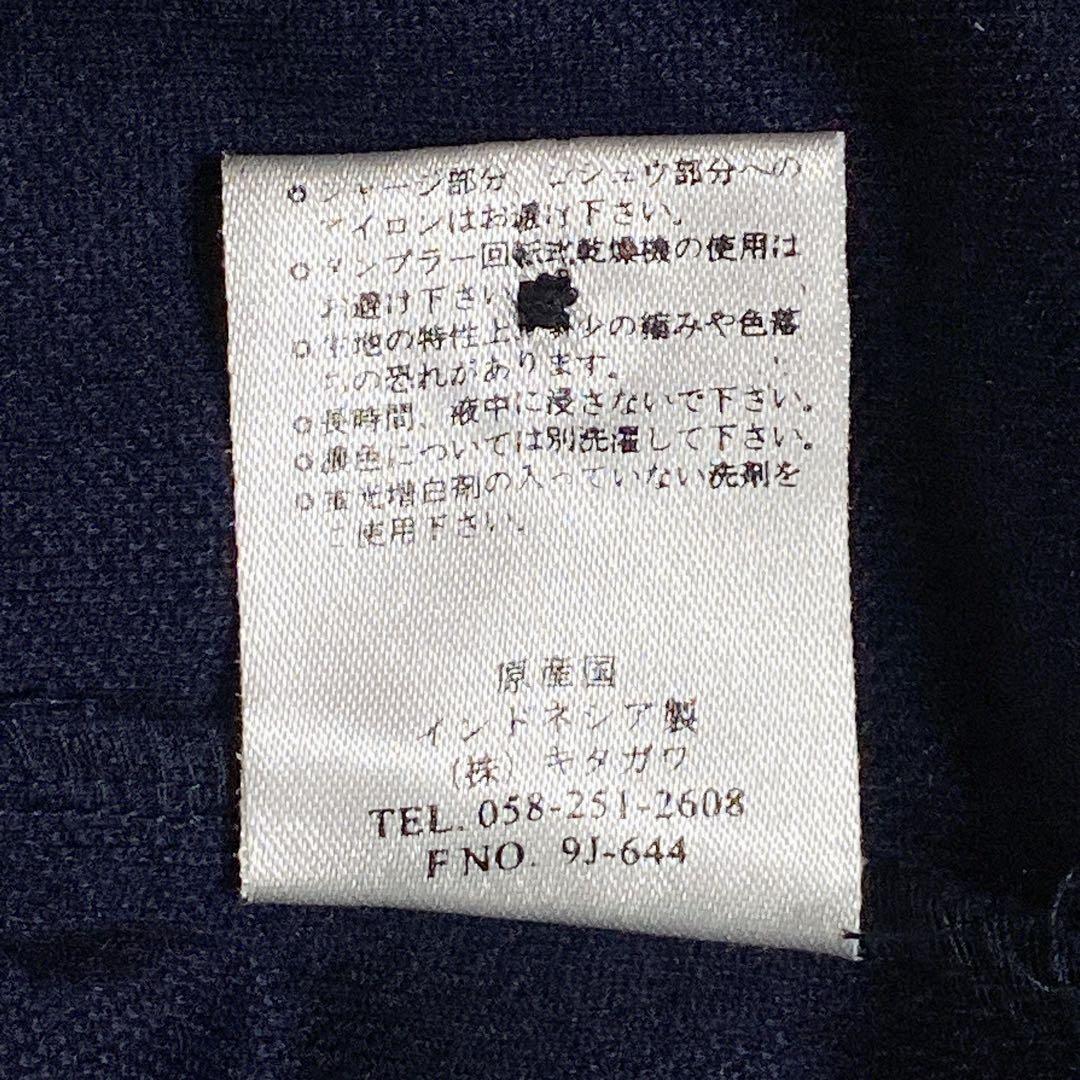 ○ジャージ部分、シシュウ部分への
アイロンはお避け下さい。
○タンブラー回転式乾燥機の使用は
お避け下さい
○生地の特性上、多少の縮みや色落
ちの恐れがあります。
○長時間、液中に浸さないで下さい。
○濃色については別洗濯して下さい。
○蛍光増白剤の入っていない洗剤を
ご使用下さい。
原産国
インドネシア製
(株) キタガワ
TEL. 058-251-2608
F NO. 9J-644